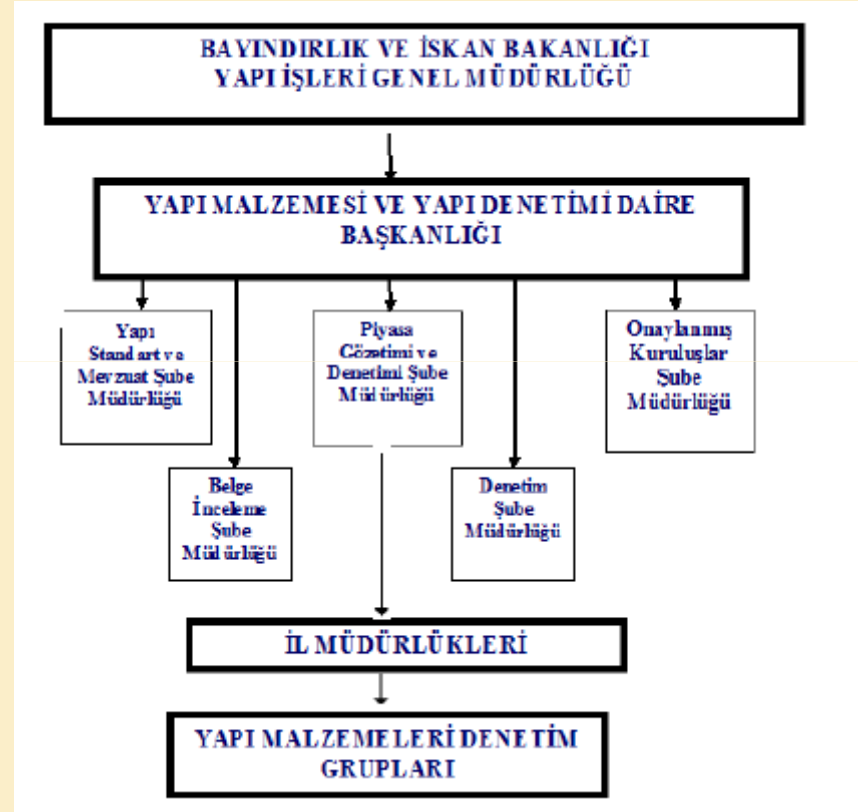 BAYINDIRLIK VE İSKAN BAKANLIĞI
YAPI İŞLERİ GENEL MÜDÜRLÜĞÜ
YAPI MALZEMESİ VE YAPI DENETİMİ DAİRE
BAŞKANLIĞI
Yapı
Standart ve
Mevzuat Şube
Müdürlüğü
Piyasa
Gözetimi ve
Denetimi Şube
Müdürlüğü
Onaylanmış
Kuruluşlar
Şube
Müdürlüğü
Belge
İnceleme
Şube
Müdürlüğü
Denetim
Şube
Müdürlüğü
İL MÜDÜRLÜKLERİ
YAPI MALZEMELERİ DENETİM
GRUPLARI